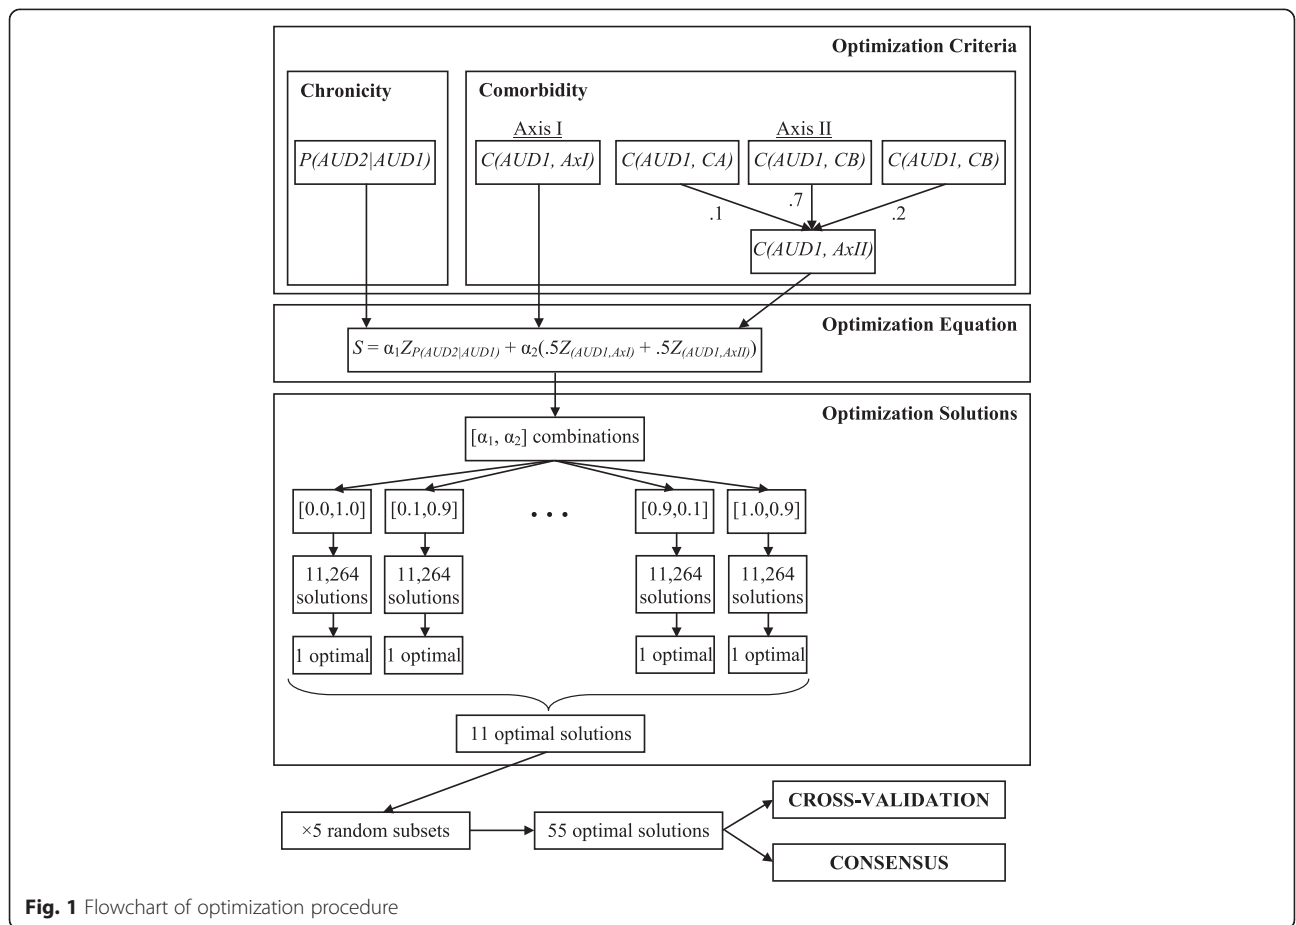 Optimization Criteria
Chronicity
Comorbidity
Axis I
Axis II
P(AUD2|AUD1)
C(AUD1, AxI)
C(AUD1, CA)
C(AUD1, CB)
C(AUD1, CB)
.1
.7
.2
C(AUD1, AxII)
Optimization Equation
S = α₁Z_P(AUD2|AUD1) + α₂(.5Z_(AUD1,AxI) + .5Z_(AUD1,AxII))
Optimization Solutions
[α₁, α₂] combinations
[0.0,1.0]
[0.1,0.9]
• • •
[0.9,0.1]
[1.0,0.9]
11,264
solutions
11,264
solutions
11,264
solutions
11,264
solutions
1 optimal
1 optimal
1 optimal
1 optimal
11 optimal solutions
×5 random subsets
55 optimal solutions
CROSS-VALIDATION
CONSENSUS
Fig. 1 Flowchart of optimization procedure